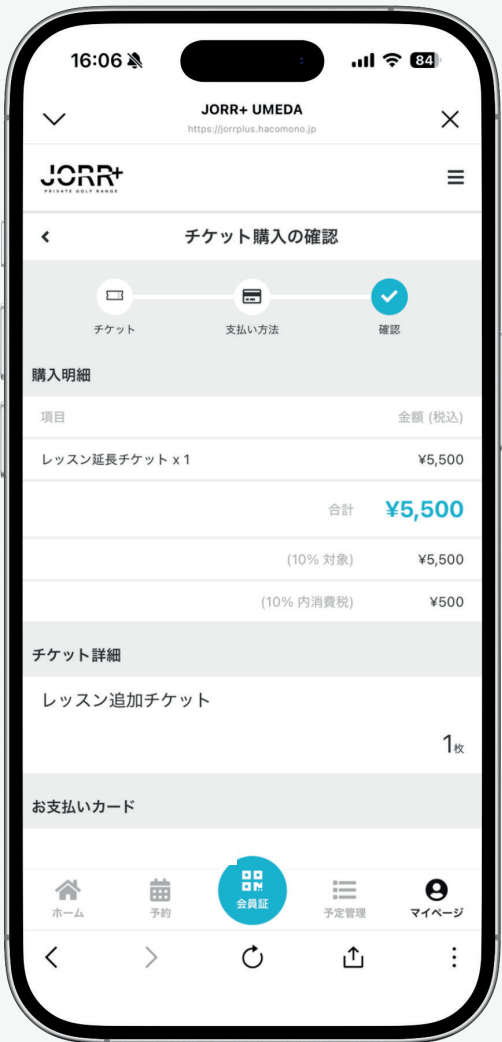 16:06
84
JORR+ UMEDA
https://jorrplus.hacomono.jp
JORR+
PRIVATE GOLF RANGE
チケット購入の確認
チケット
支払い方法
確認
購入明細
項目
金額 (税込)
レッスン延長チケット x 1
¥5,500
合計
¥5,500
(10% 対象)
¥5,500
(10% 内消費税)
¥500
チケット詳細
レッスン追加チケット
1枚
お支払いカード
ホーム
予約
会員証
予定管理
マイページ